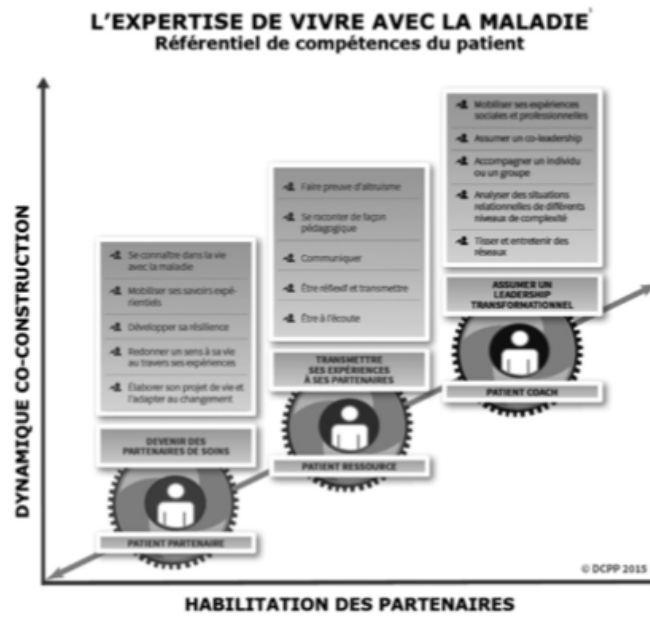 L'EXPERTISE DE VIVRE AVEC LA MALADIE¹
Référentiel de compétences du patient
DYNAMIQUE CO-CONSTRUCTION
Se connaître dans la vie
avec la maladie
Mobiliser ses savoirs expé-
rientiels
Développer sa résilience
Redonner un sens à sa vie
au travers ses expériences
Élaborer son projet de vie et
l'adapter au changement
DEVENIR DES
PARTENAIRES DE SOINS
PATIENT PARTENAIRE
Faire preuve d'altruisme
Se raconter de façon
pédagogique
Communiquer
Être réflexif et transmettre
Être à l'écoute
TRANSMETTRE
SES EXPÉRIENCES
À SES PARTENAIRES
PATIENT RESSOURCE
Mobiliser ses expériences
sociales et professionnelles
Assumer un co-leadership
Accompagner un individu
ou un groupe
Analyser des situations
relationnelles de différents
niveaux de complexité
Tisser et entretenir des
réseaux
ASSUMER UN
LEADERSHIP
TRANSFORMATIONNEL
PATIENT COACH
© DCPP 2015
HABILITATION DES PARTENAIRES